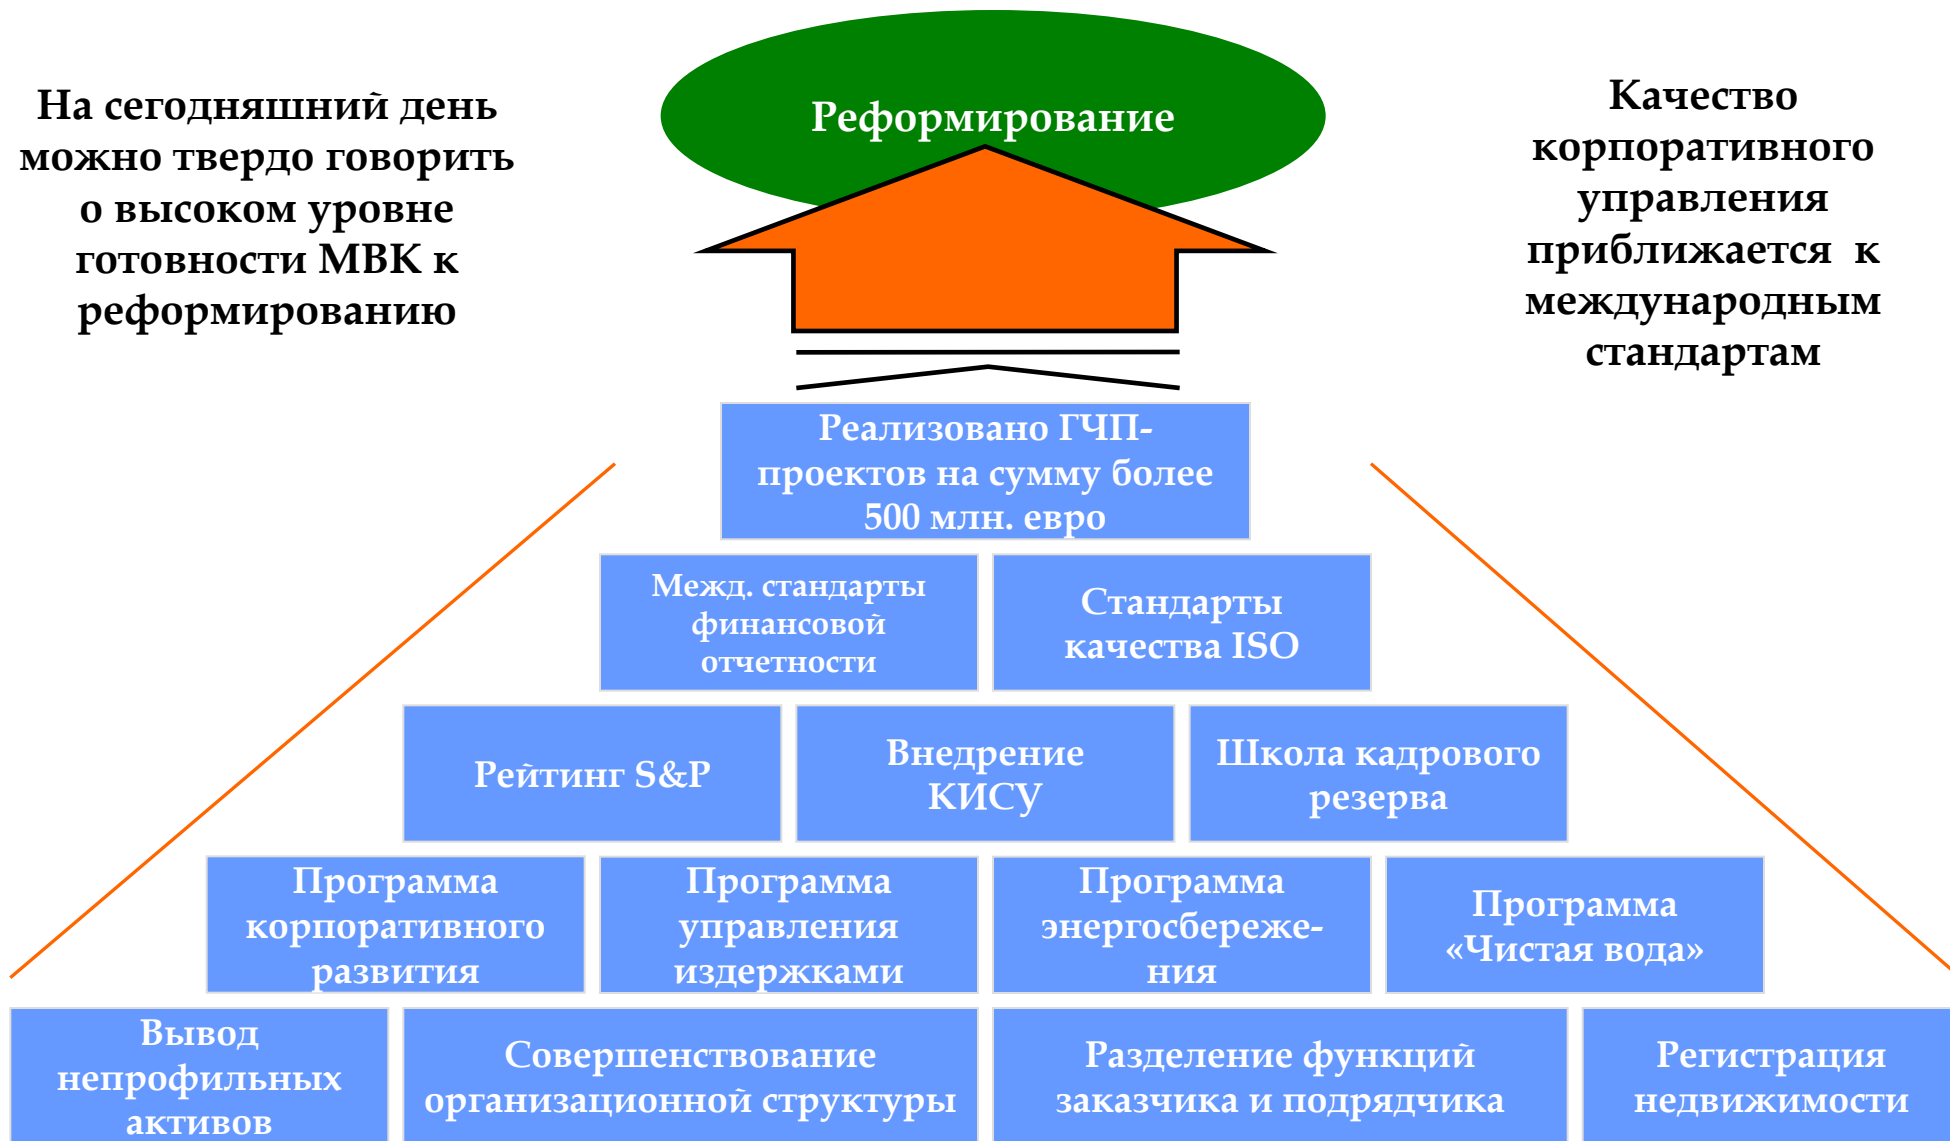 На сегодняшний день
можно твердо говорить
о высоком уровне
готовности МВК к
реформированию
Реформирование
Качество
корпоративного
управления
приближается к
международным
стандартам
Реализовано ГЧП-
проектов на сумму более
500 млн. евро
Межд. стандарты
финансовой
отчетности
Стандарты
качества ISO
Рейтинг S&P
Внедрение
КИСУ
Школа кадрового
резерва
Программа
корпоративного
развития
Программа
управления
издержками
Программа
энергосбереже-
ния
Программа
«Чистая вода»
Вывод
непрофильных
активов
Совершенствование
организационной структуры
Разделение функций
заказчика и подрядчика
Регистрация
недвижимости